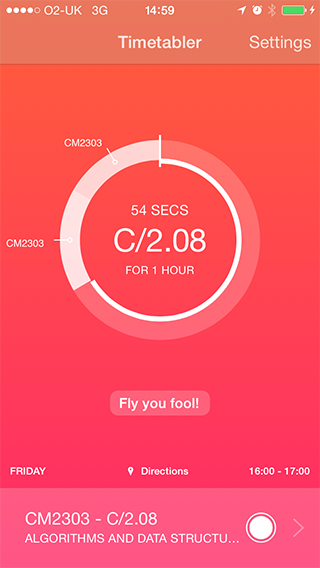 O2-UK 3G 14:59
Timetabler Settings
CM2303
54 SECS
C/2.08
FOR 1 HOUR
CM2303
Fly you fool!
FRIDAY Directions 16:00 - 17:00
CM2303 - C/2.08
ALGORITHMS AND DATA STRUCTU...